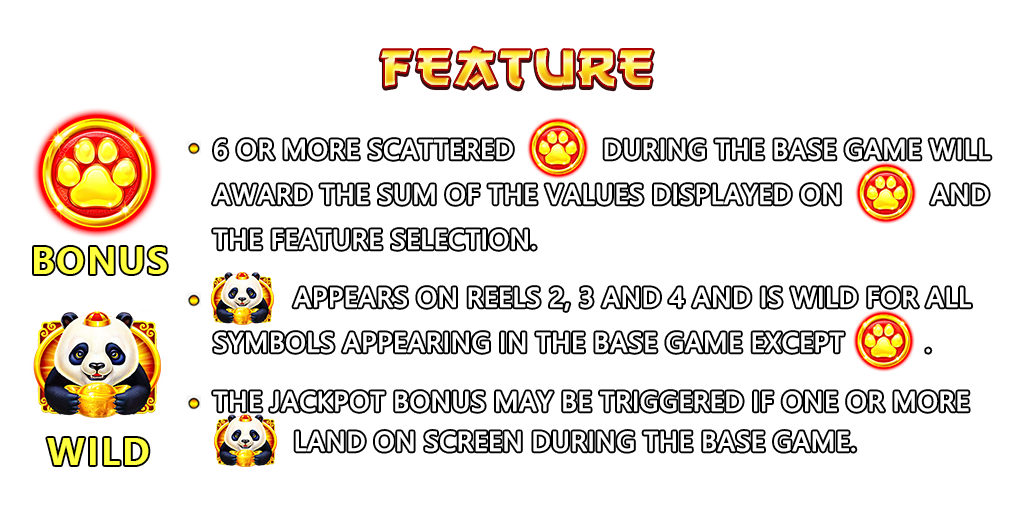 FEATURE
6 OR MORE SCATTERED DURING THE BASE GAME WILL
AWARD THE SUM OF THE VALUES DISPLAYED ON AND
THE FEATURE SELECTION.
BONUS
APPEARS ON REELS 2, 3 AND 4 AND IS WILD FOR ALL
SYMBOLS APPEARING IN THE BASE GAME EXCEPT .
WILD
THE JACKPOT BONUS MAY BE TRIGGERED IF ONE OR MORE
LAND ON SCREEN DURING THE BASE GAME.